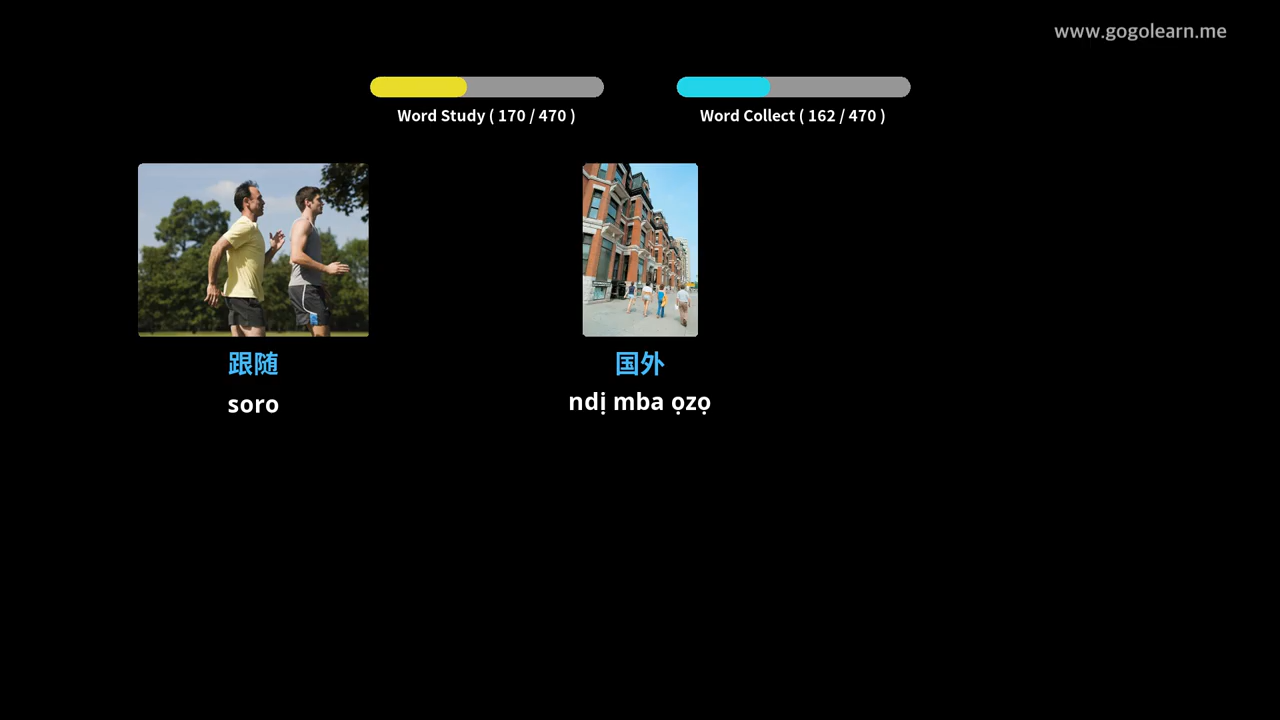 www.gogolearn.me
Word Study ( 170 / 470 )
Word Collect ( 162 / 470 )
跟随
soro
国外
ndị mba ọzọ